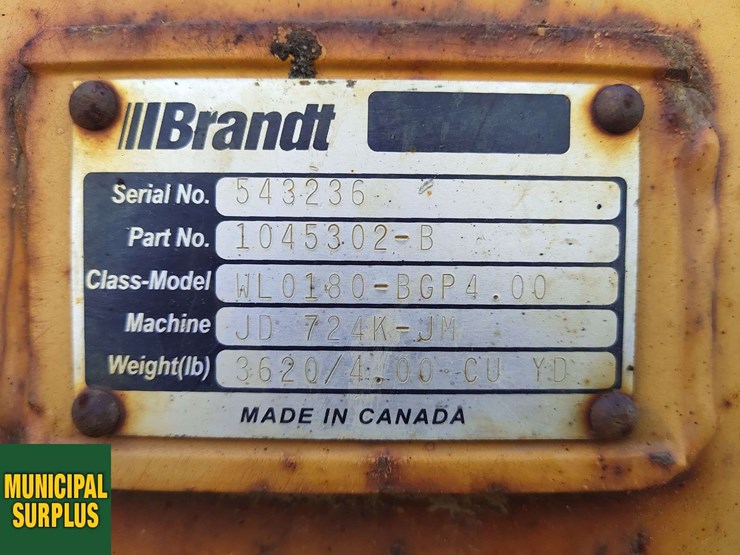 Brandt
Serial No. 543236
Part No. 1045302-B
Class-Model WL0180-BGP4.00
Machine JD 724K-JM
Weight(lb) 3620/4.00 CU YD
MADE IN CANADA
MUNICIPAL
SURPLUS